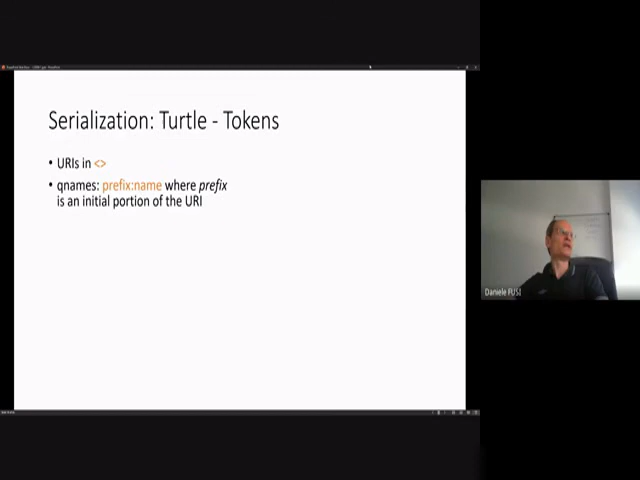 Serialization: Turtle - Tokens
• URIs in <>
• qnames: prefix:name where prefix
is an initial portion of the URI
Daniele FUSI